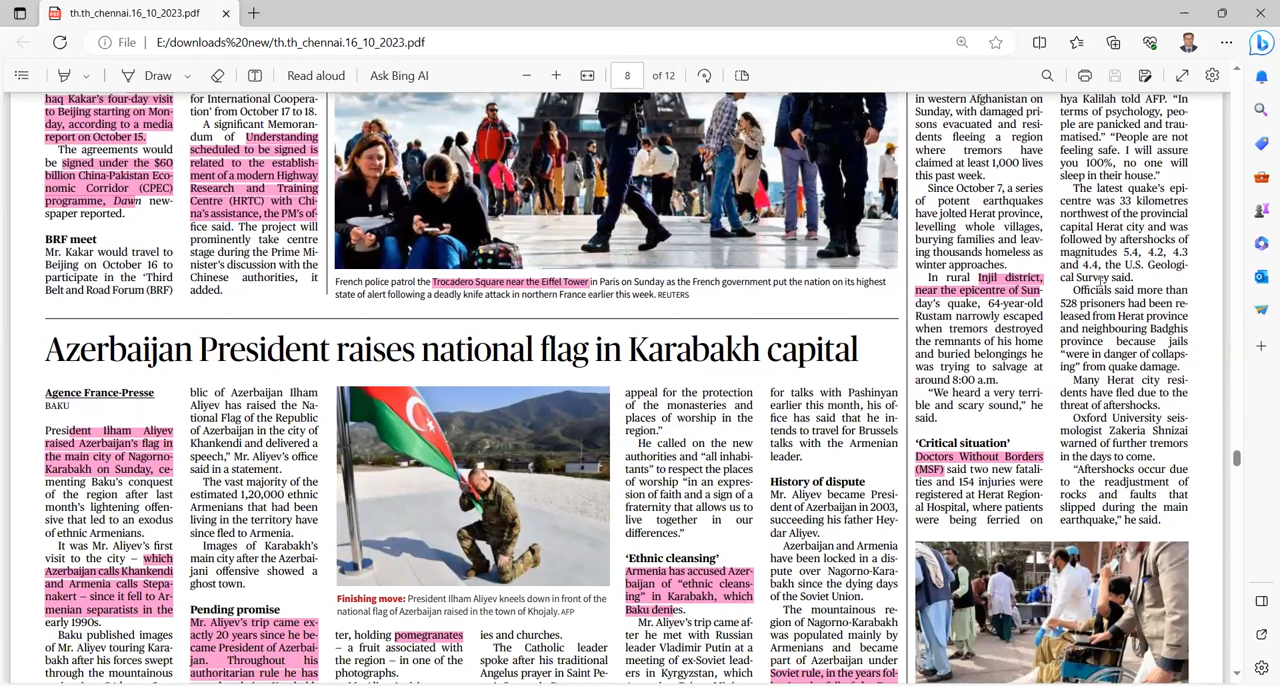 th.th_chennai.16_10_2023.pdf
File
E:/downloads%20new/th.th_chennai.16_10_2023.pdf
Draw
Read aloud
Ask Bing AI
8
of 12
haq Kakar's four-day visit
to Beijing starting on Mon-
day, according to a media
report on October 15.
The agreements would
be signed under the $60
billion China-Pakistan Eco-
nomic Corridor (CPEC)
programme, Dawn new-
spaper reported.
BRF meet
Mr. Kakar would travel to
Beijing on October 16 to
participate in the 'Third
Belt and Road Forum (BRF)
for International Coopera-
tion' from October 17 to 18.
A significant Memoran-
dum of Understanding
scheduled to be signed is
related to the establish-
ment of a modern Highway
Research and Training
Centre (HRTC) with Chi-
na's assistance, the PM's of-
fice said. The project will
prominently take centre
stage during the Prime Mi-
nister's discussion with the
Chinese authorities, it
added.
French police patrol the Trocadero Square near the Eiffel Tower in Paris on Sunday as the French government put the nation on its highest
state of alert following a deadly knife attack in northern France earlier this week. REUTERS
Azerbaijan President raises national flag in Karabakh capital
Agence France-Presse
BAKU
President Ilham Aliyev
raised Azerbaijan's flag in
the main city of Nagorno-
Karabakh on Sunday, ce-
menting Baku's conquest
of the region after last
month's lightening offen-
sive that led to an exodus
of ethnic Armenians.
It was Mr. Aliyev's first
visit to the city – which
Azerbaijan calls Khankendi
and Armenia calls Stepa-
nakert – since it fell to Ar-
menian separatists in the
early 1990s.
Baku published images
of Mr. Aliyev touring Kara-
bakh after his forces swept
through the mountainous
blic of Azerbaijan Ilham
Aliyev has raised the Na-
tional Flag of the Republic
of Azerbaijan in the city of
Khankendi and delivered a
speech," Mr. Aliyev's office
said in a statement.
The vast majority of the
estimated 1,20,000 ethnic
Armenians that had been
living in the territory have
since fled to Armenia.
Images of Karabakh's
main city after the Azerbai-
jani offensive showed a
ghost town.
Pending promise
Mr. Aliyev's trip came ex-
actly 20 years since he be-
came President of Azerbai-
jan. Throughout his
authoritarian rule he has
Finishing move: President Ilham Aliyev kneels down in front of the
national flag of Azerbaijan raised in the town of Khojaly. AFP
ter, holding pomegranates
– a fruit associated with
the region – in one of the
photographs.
ies and churches.
The Catholic leader
spoke after his traditional
Angelus prayer in Saint Pe-
appeal for the protection
of the monasteries and
places of worship in the
region."
He called on the new
authorities and "all inhabi-
tants" to respect the places
of worship "in an expres-
sion of faith and a sign of a
fraternity that allows us to
live together in our
differences."
'Ethnic cleansing'
Armenia has accused Azer-
baijan of "ethnic cleans-
ing" in Karabakh, which
Baku denies.
Mr. Aliyev's trip came af-
ter he met with Russian
leader Vladimir Putin at a
meeting of ex-Soviet lead-
ers in Kyrgyzstan, which
for talks with Pashinyan
earlier this month, his of-
fice has said that he in-
tends to travel for Brussels
talks with the Armenian
leader.
History of dispute
Mr. Aliyev became Presi-
dent of Azerbaijan in 2003,
succeeding his father Hey-
dar Aliyev.
Azerbaijan and Armenia
have been locked in a dis-
pute over Nagorno-Kara-
bakh since the dying days
of the Soviet Union.
The mountainous re-
gion of Nagorno-Karabakh
was populated mainly by
Armenians and became
part of Azerbaijan under
Soviet rule, in the years fol-
in western Afghanistan on
Sunday, with damaged pri-
sons evacuated and resi-
dents fleeing a region
where tremors have
claimed at least 1,000 lives
this past week.
Since October 7, a series
of potent earthquakes
have jolted Herat province,
levelling whole villages,
burying families and leav-
ing thousands homeless as
winter approaches.
In rural Injil district,
near the epicentre of Sun-
day's quake, 64-year-old
Rustam narrowly escaped
when tremors destroyed
the remnants of his home
and buried belongings he
was trying to salvage at
around 8:00 a.m.
"We heard a very terri-
ble and scary sound," he
said.
'Critical situation'
Doctors Without Borders
(MSF) said two new fatali-
ties and 154 injuries were
registered at Herat Region-
al Hospital, where patients
were being ferried on
hya Kalilah told AFP. "In
terms of psychology, peo-
ple are panicked and trau-
matised." "People are not
feeling safe. I will assure
you 100%, no one will
sleep in their house."
The latest quake's epi-
centre was 33 kilometres
northwest of the provincial
capital Herat city and was
followed by aftershocks of
magnitudes 5.4, 4.2, 4.3
and 4.4, the U.S. Geologi-
cal Survey said.
Officials said more than
528 prisoners had been re-
leased from Herat province
and neighbouring Badghis
province because jails
"were in danger of collaps-
ing" from quake damage.
Many Herat city resi-
dents have fled due to the
threat of aftershocks.
Oxford University seis-
mologist Zakeria Shnizai
warned of further tremors
in the days to come.
"Aftershocks occur due
to the readjustment of
rocks and faults that
slipped during the main
earthquake," he said.